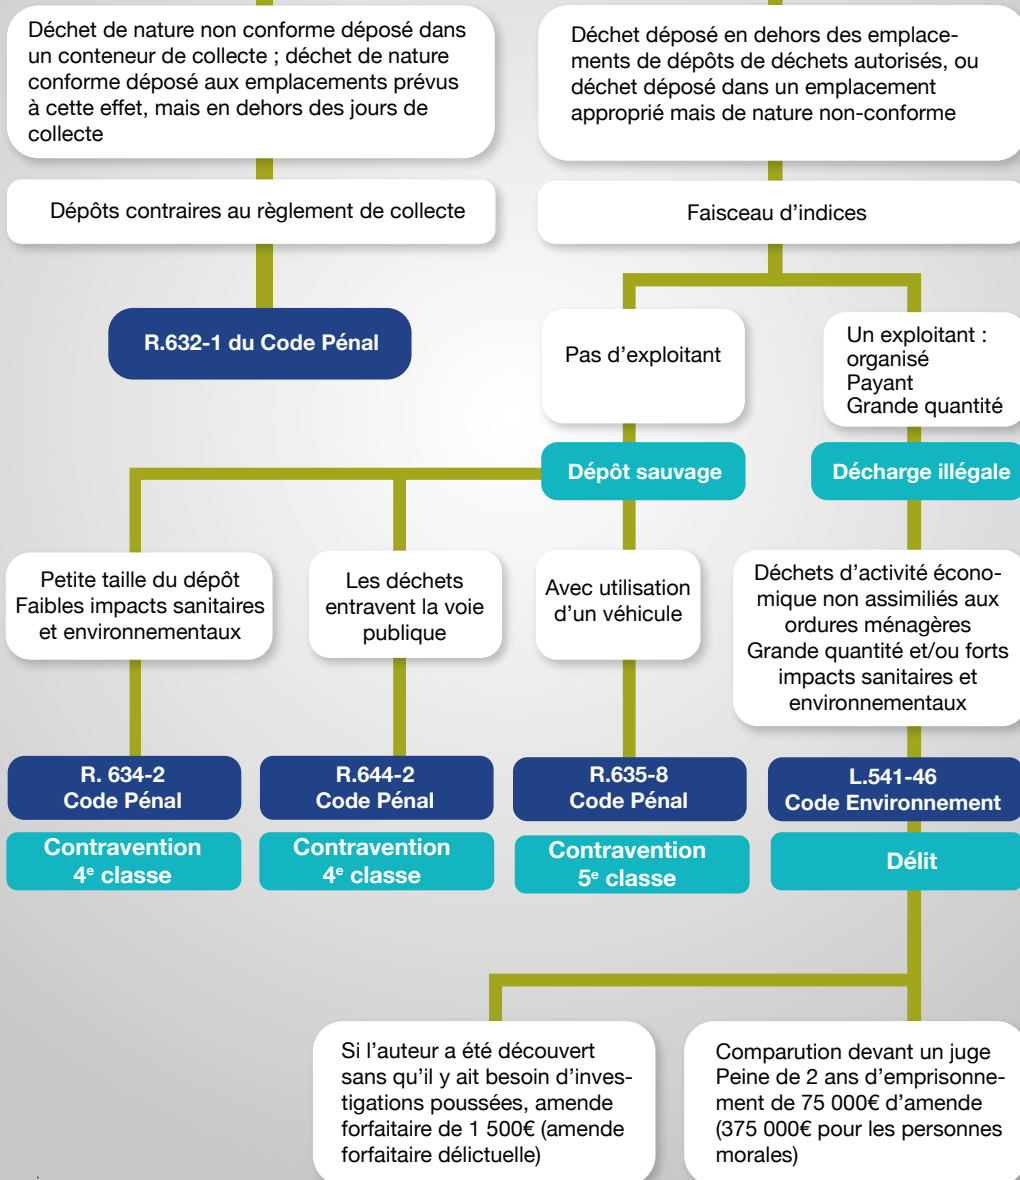 Déchet de nature non conforme déposé dans
un conteneur de collecte ; déchet de nature
conforme déposé aux emplacements prévus
à cette effet, mais en dehors des jours de
collecte
Déchet déposé en dehors des emplace-
ments de dépôts de déchets autorisés, ou
déchet déposé dans un emplacement
approprié mais de nature non-conforme
Dépôts contraires au règlement de collecte
Faisceau d'indices
R.632-1 du Code Pénal
Pas d'exploitant
Un exploitant :
organisé
Payant
Grande quantité
Dépôt sauvage
Décharge illégale
Petite taille du dépôt
Faibles impacts sanitaires
et environnementaux
Les déchets
entravent la voie
publique
Avec utilisation
d'un véhicule
Déchets d'activité écono-
mique non assimiliés aux
ordures ménagères
Grande quantité et/ou forts
impacts sanitaires et
environnementaux
R. 634-2
Code Pénal
R.644-2
Code Pénal
R.635-8
Code Pénal
L.541-46
Code Environnement
Contravention
4e classe
Contravention
4e classe
Contravention
5e classe
Délit
Si l'auteur a été découvert
sans qu'il y ait besoin d'inves-
tigations poussées, amende
forfaitaire de 1 500€ (amende
forfaitaire délictuelle)
Comparution devant un juge
Peine de 2 ans d'emprisonne-
ment de 75 000€ d'amende
(375 000€ pour les personnes
morales)